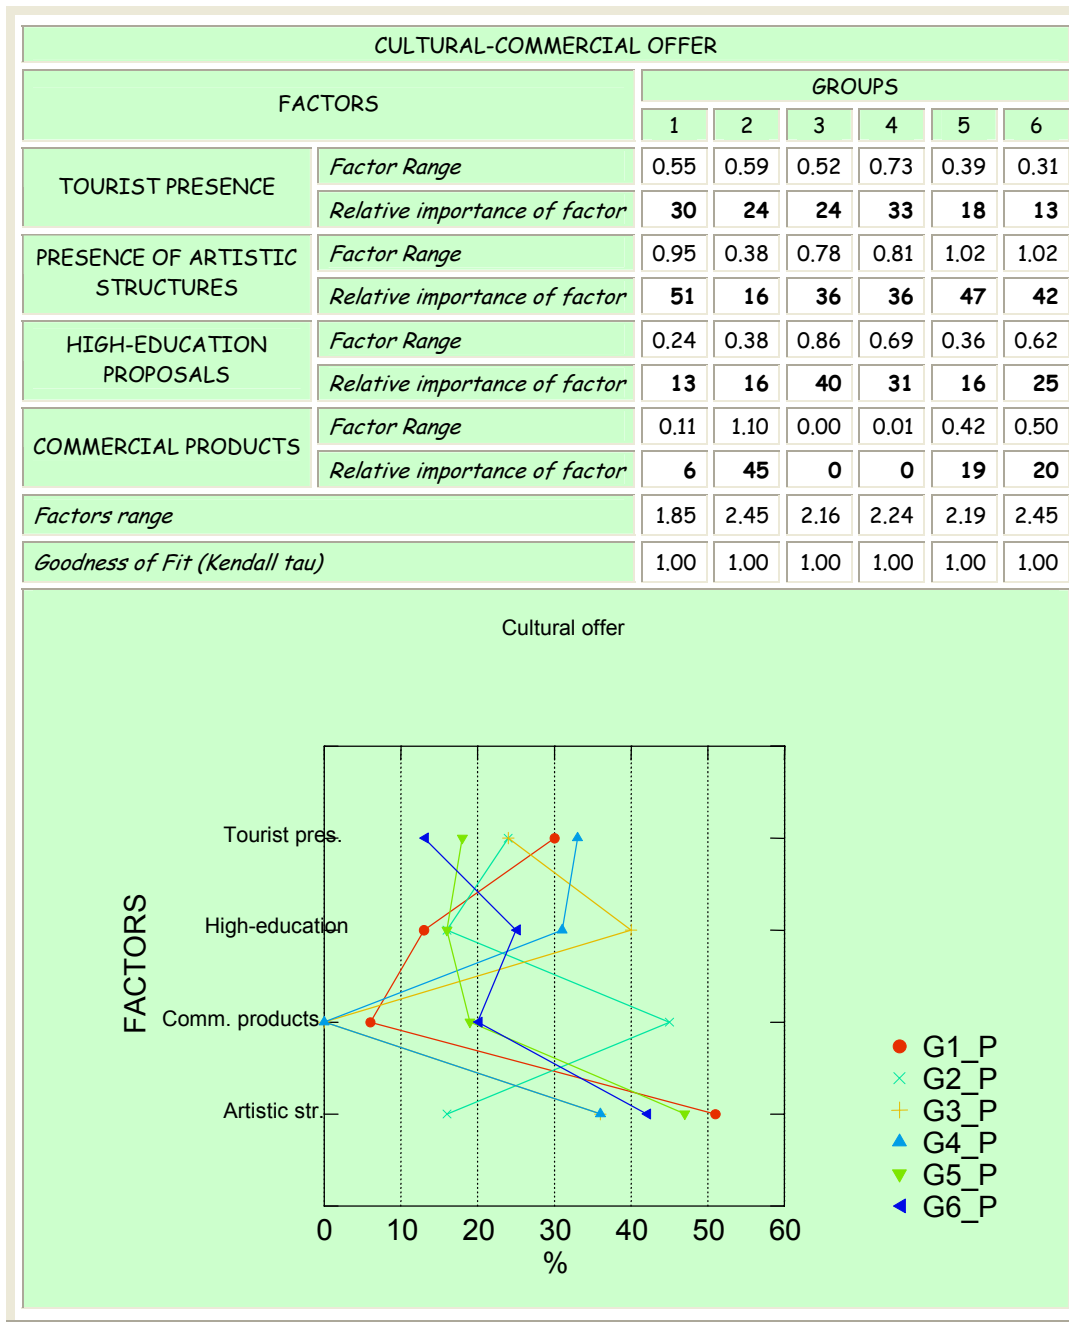 CULTURAL-COMMERCIAL OFFER
FACTORS
GROUPS
1 2 3 4 5 6
TOURIST PRESENCE
Factor Range 0.55 0.59 0.52 0.73 0.39 0.31
Relative importance of factor 30 24 24 33 18 13
PRESENCE OF ARTISTIC
STRUCTURES
Factor Range 0.95 0.38 0.78 0.81 1.02 1.02
Relative importance of factor 51 16 36 36 47 42
HIGH-EDUCATION
PROPOSALS
Factor Range 0.24 0.38 0.86 0.69 0.36 0.62
Relative importance of factor 13 16 40 31 16 25
COMMERCIAL PRODUCTS
Factor Range 0.11 1.10 0.00 0.01 0.42 0.50
Relative importance of factor 6 45 0 0 19 20
Factors range 1.85 2.45 2.16 2.24 2.19 2.45
Goodness of Fit (Kendall tau) 1.00 1.00 1.00 1.00 1.00 1.00
Cultural offer
FACTORS
Tourist pres.
High-education
Comm. products
Artistic str.
0 10 20 30 40 50 60
%
G1_P
G2_P
G3_P
G4_P
G5_P
G6_P